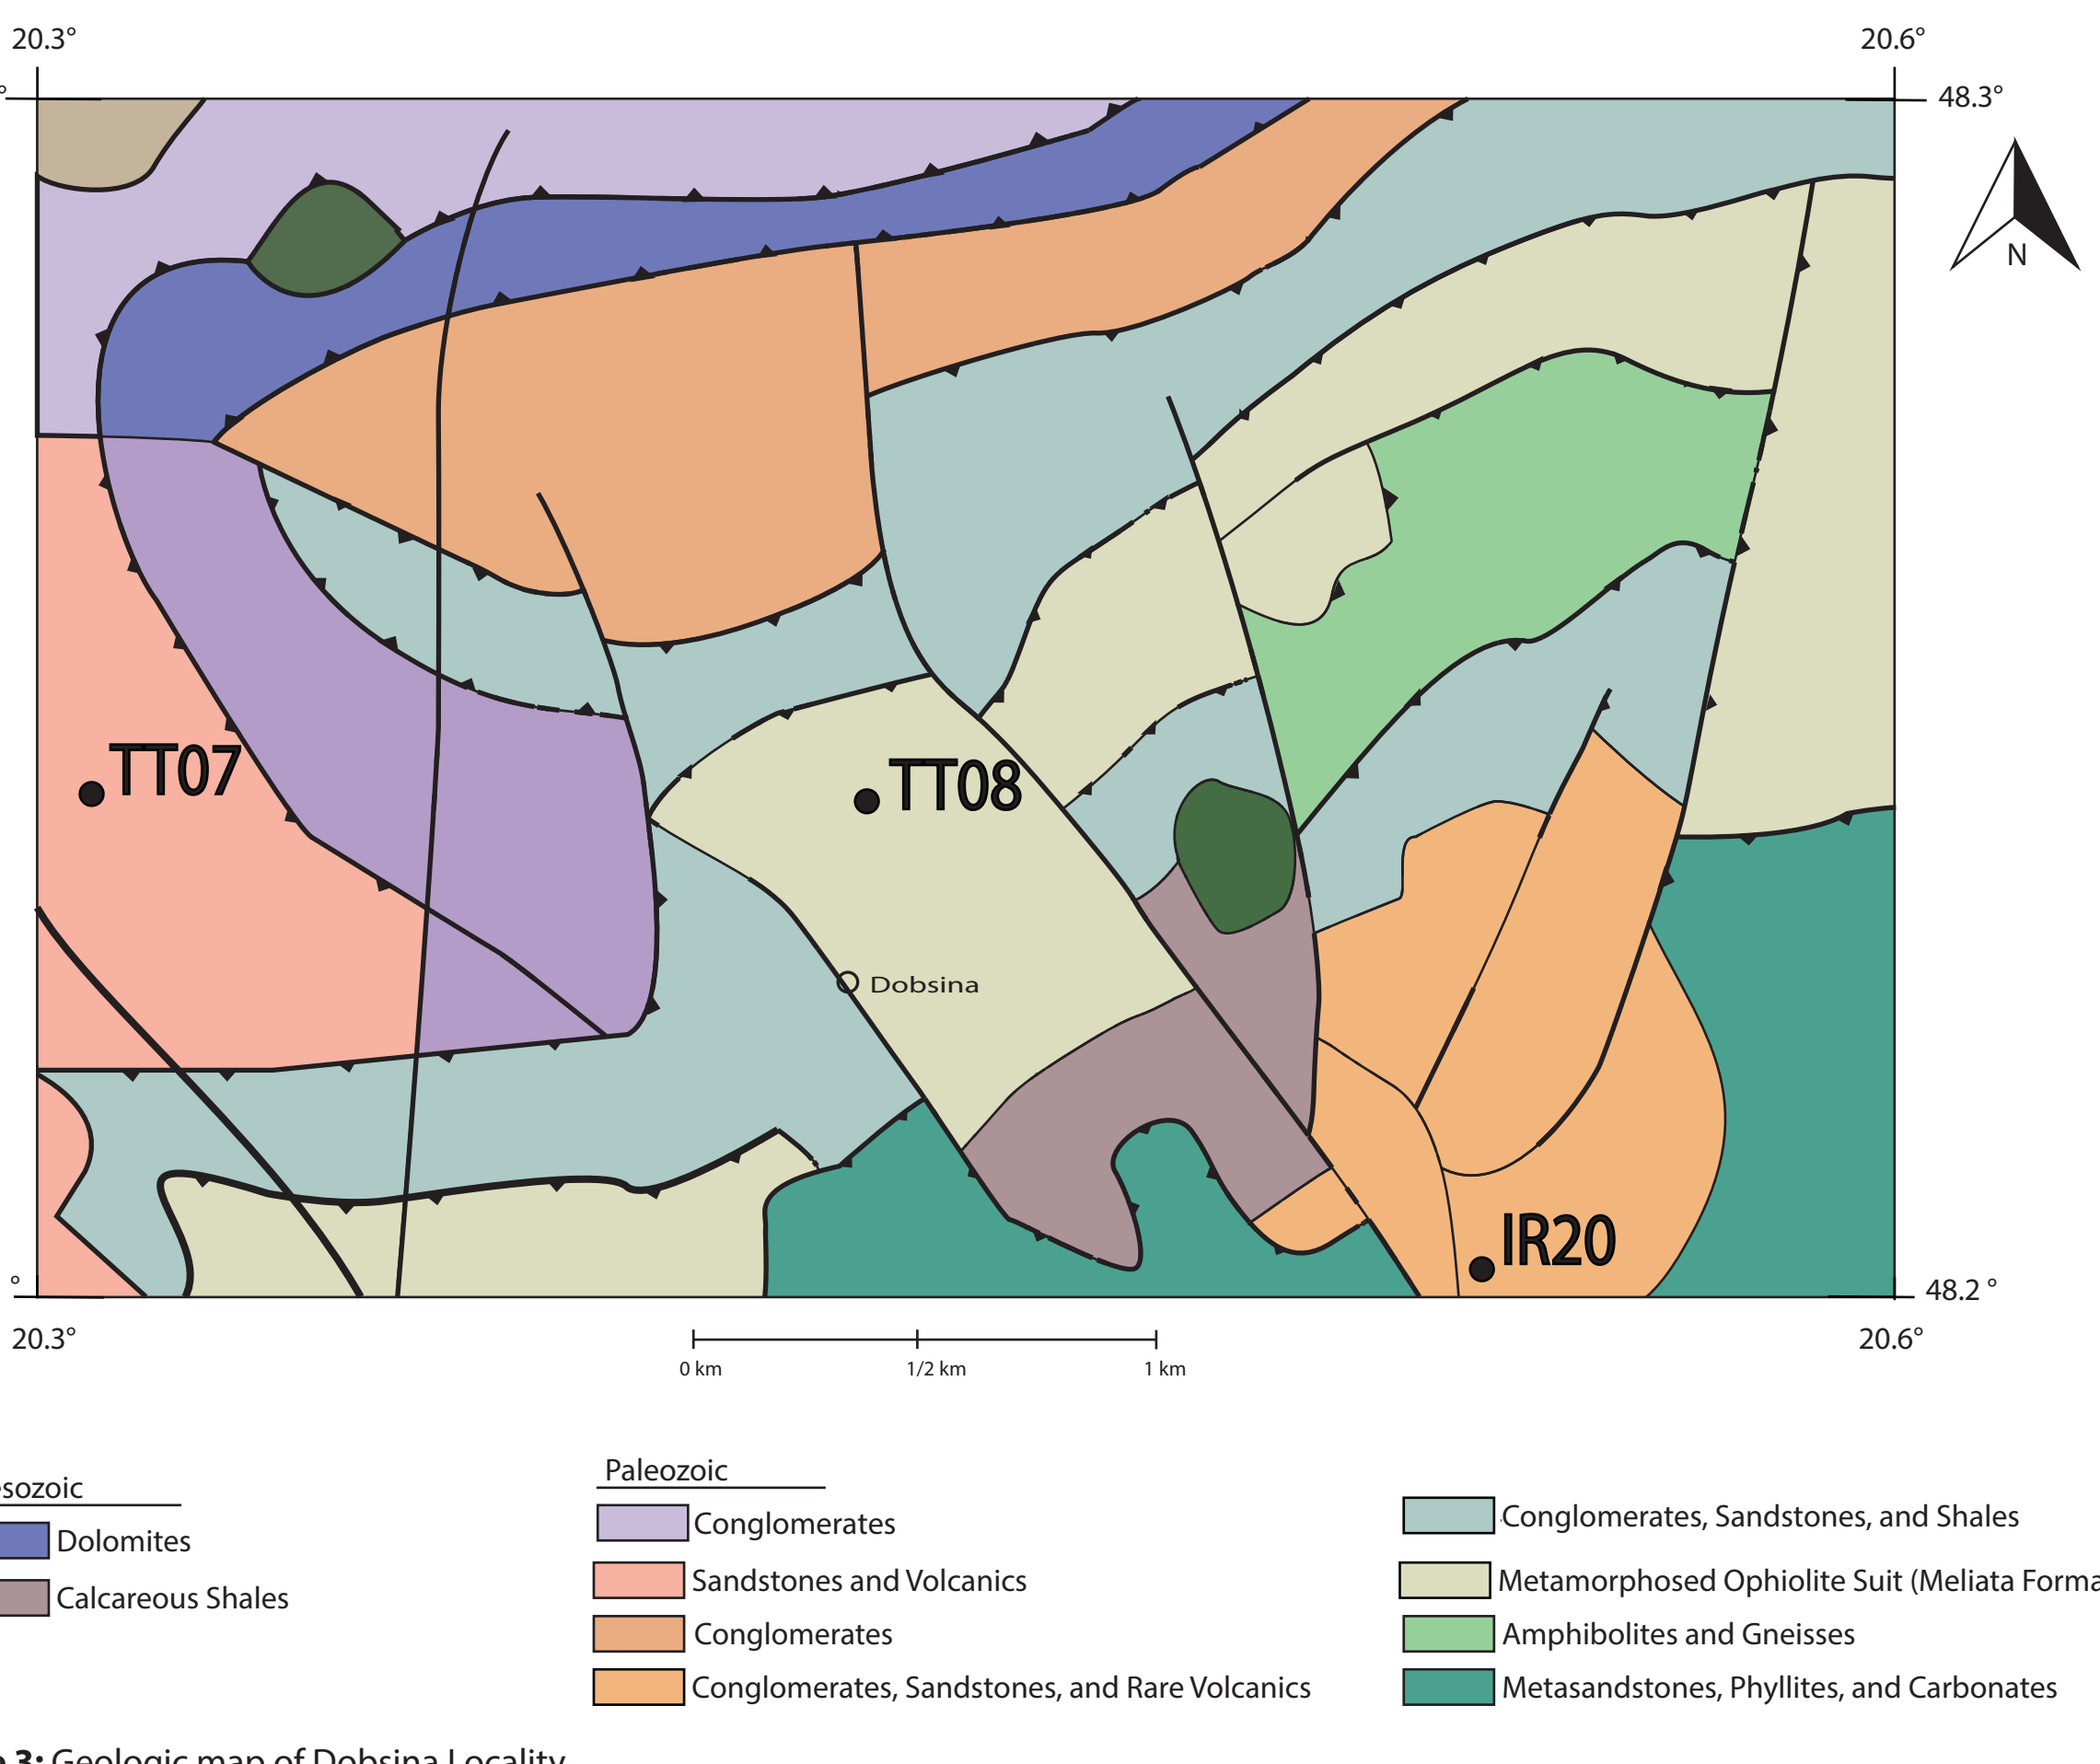 20.3° 20.6°
° 48.3°
N
TT07
TT08
Dobsina
IR20
° 48.2 °
20.3° 20.6°
0 km 1/2 km 1 km
sozoic
Dolomites
Calcareous Shales
Paleozoic
Conglomerates
Sandstones and Volcanics
Conglomerates
Conglomerates, Sandstones, and Rare Volcanics
Conglomerates, Sandstones, and Shales
Metamorphosed Ophiolite Suit (Meliata Forma
Amphibolites and Gneisses
Metasandstones, Phyllites, and Carbonates
3: Geologic map of Dobsina Locality